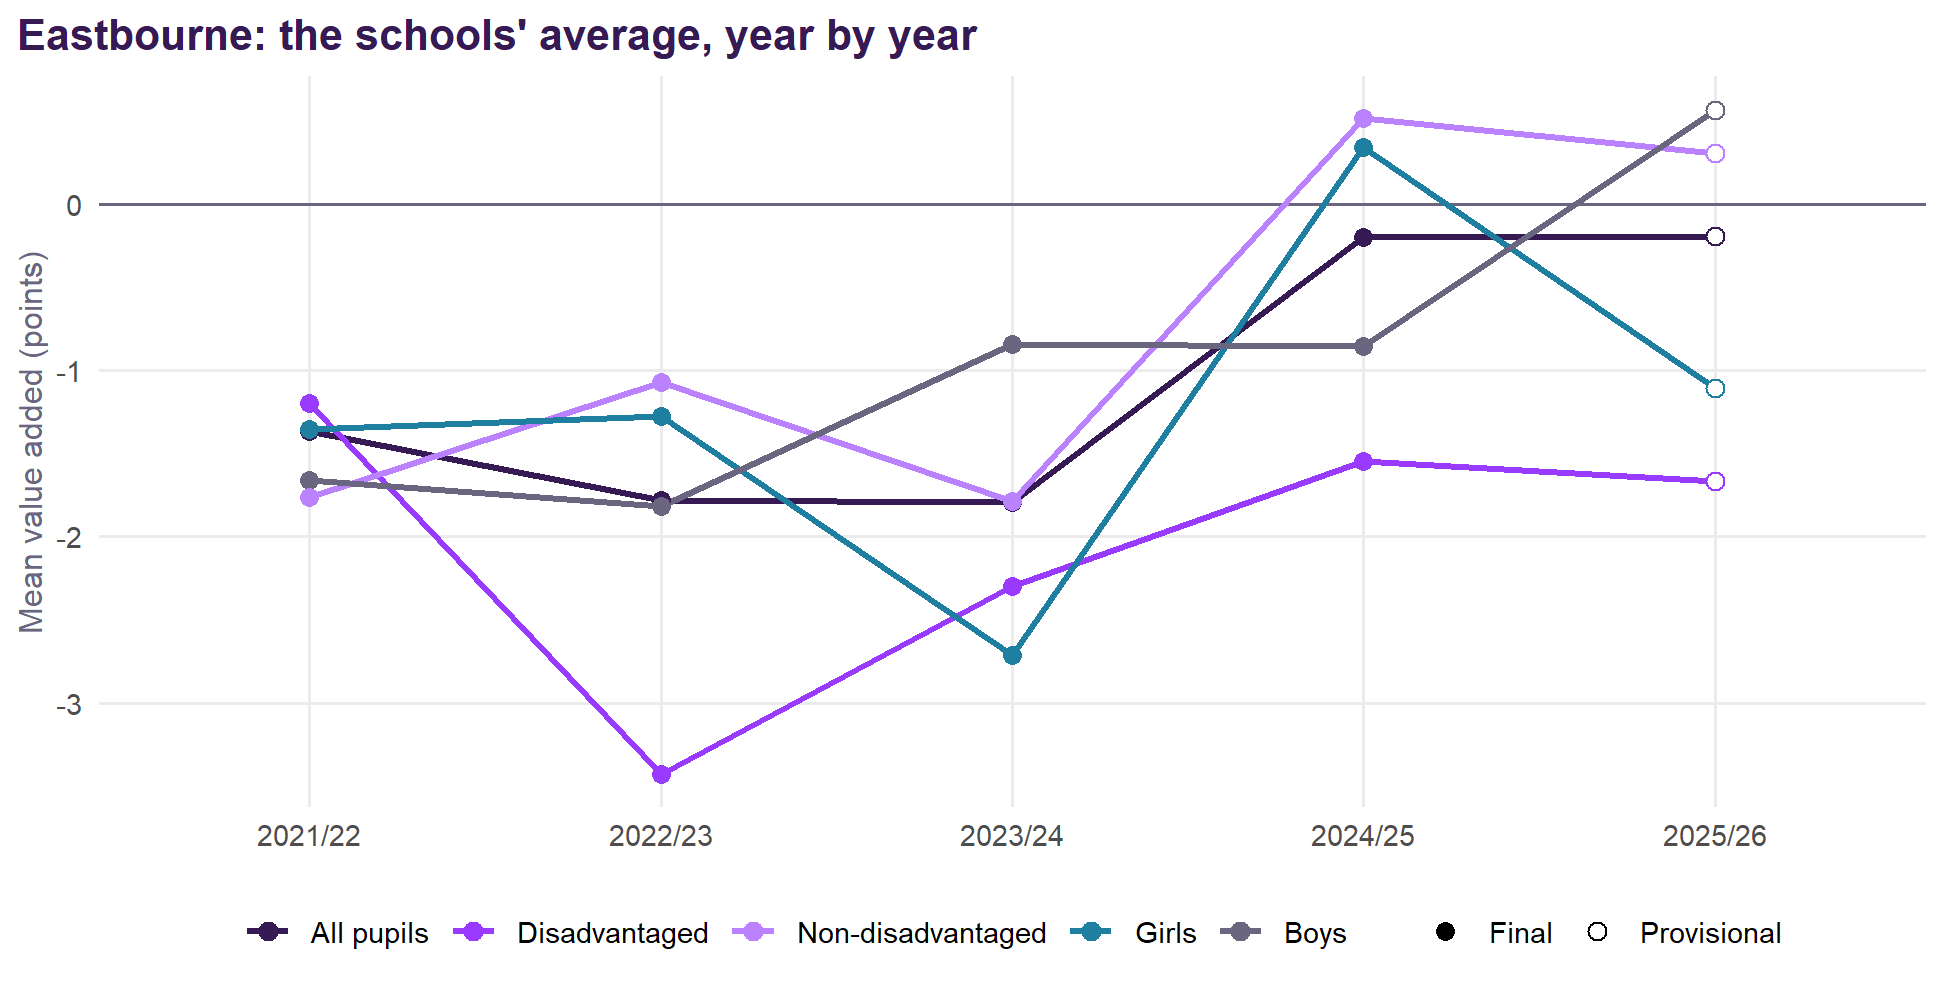 Eastbourne: the schools' average, year by year
Mean value added (points)
0
-1
-2
-3
2021/22 2022/23 2023/24 2024/25 2025/26
All pupils Disadvantaged Non-disadvantaged Girls Boys Final Provisional